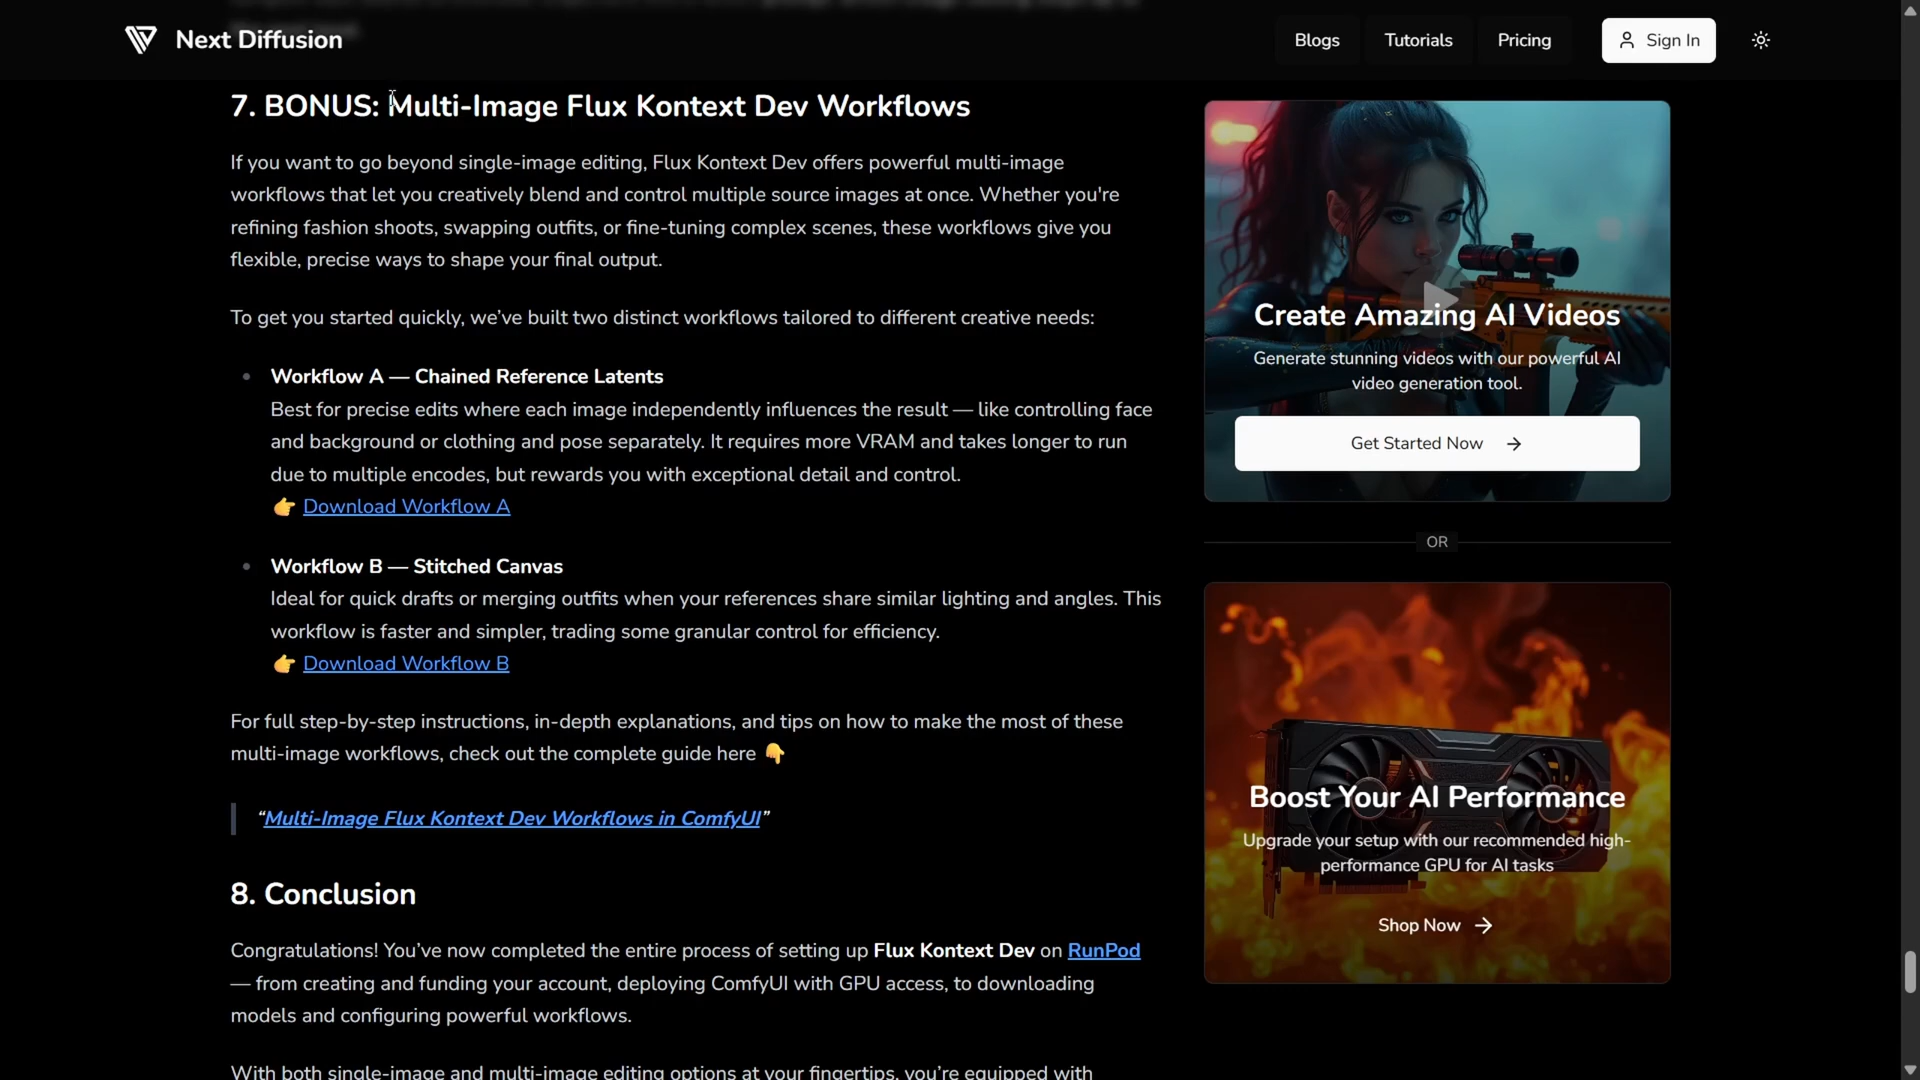 Next Diffusion
Blogs
Tutorials
Pricing
Sign In
7. BONUS: Multi-Image Flux Kontext Dev Workflows
If you want to go beyond single-image editing, Flux Kontext Dev offers powerful multi-image
workflows that let you creatively blend and control multiple source images at once. Whether you're
refining fashion shoots, swapping outfits, or fine-tuning complex scenes, these workflows give you
flexible, precise ways to shape your final output.
To get you started quickly, we’ve built two distinct workflows tailored to different creative needs:
• Workflow A — Chained Reference Latents
Best for precise edits where each image independently influences the result — like controlling face
and background or clothing and pose separately. It requires more VRAM and takes longer to run
due to multiple encodes, but rewards you with exceptional detail and control.
👉 Download Workflow A
• Workflow B — Stitched Canvas
Ideal for quick drafts or merging outfits when your references share similar lighting and angles. This
workflow is faster and simpler, trading some granular control for efficiency.
👉 Download Workflow B
For full step-by-step instructions, in-depth explanations, and tips on how to make the most of these
multi-image workflows, check out the complete guide here 👇
“Multi-Image Flux Kontext Dev Workflows in ComfyUI”
8. Conclusion
Congratulations! You’ve now completed the entire process of setting up Flux Kontext Dev on RunPod
— from creating and funding your account, deploying ComfyUI with GPU access, to downloading
models and configuring powerful workflows.
With both single-image and multi-image editing options at your fingertips, you’re equipped with
Create Amazing AI Videos
Generate stunning videos with our powerful AI
video generation tool.
Get Started Now →
OR
Boost Your AI Performance
Upgrade your setup with our recommended high-
performance GPU for AI tasks
Shop Now →